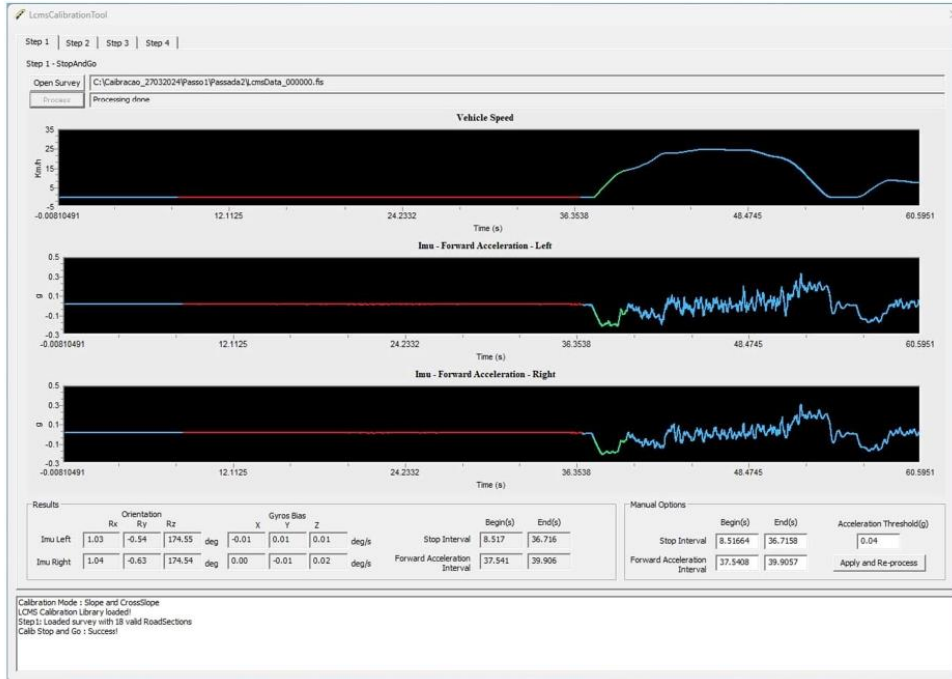 LcmsCalibrationTool
Step 1 Step 2 Step 3 Step 4
Step 1 - StopAndGo
Open Survey C:\Caibracao_27032024\Passo1\Passada2\LcmsData_000000.fis
Process Processing done
Vehicle Speed
35
25
15
5
-5
Km/h
-0.00810491 12.1125 24.2332 36.3538 48.4745 60.5951
Time (s)
Imu - Forward Acceleration - Left
0.5
0.3
0.1
-0.1
-0.3
g
-0.00810491 12.1125 24.2332 36.3538 48.4745 60.5951
Time (s)
Imu - Forward Acceleration - Right
0.5
0.3
0.1
-0.1
-0.3
g
-0.00810491 12.1125 24.2332 36.3538 48.4745 60.5951
Time (s)
Results
Orientation Gyros Bias
Rx Ry Rz X Y Z Begin(s) End(s)
Imu Left 1.03 -0.54 174.55 deg -0.01 0.01 0.01 deg/s Stop Interval 8.517 36.716
Imu Right 1.04 -0.63 174.54 deg 0.00 -0.01 0.02 deg/s Forward Acceleration Interval 37.541 39.906
Manual Options
Begin(s) End(s) Acceleration Threshold(g)
Stop Interval 8.51664 36.7158 0.04
Forward Acceleration Interval 37.5408 39.9057 Apply and Re-process
Calibration Mode : Slope and CrossSlope
LCMS Calibration Library loaded!
Step1: Loaded survey with 18 valid RoadSections
Calib Stop and Go : Success!